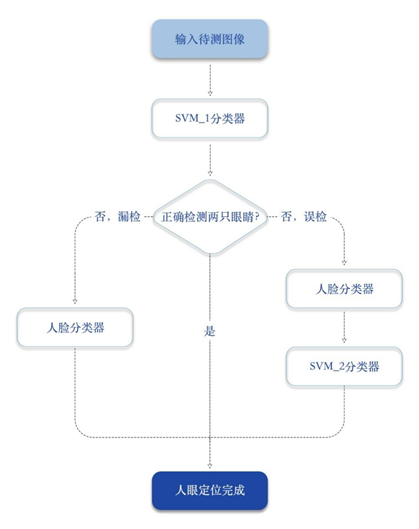 输入待测图像
SVM_1分类器
正确检测两只眼睛?
否，漏检
否，误检
人脸分类器
人脸分类器
是
SVM_2分类器
人眼定位完成